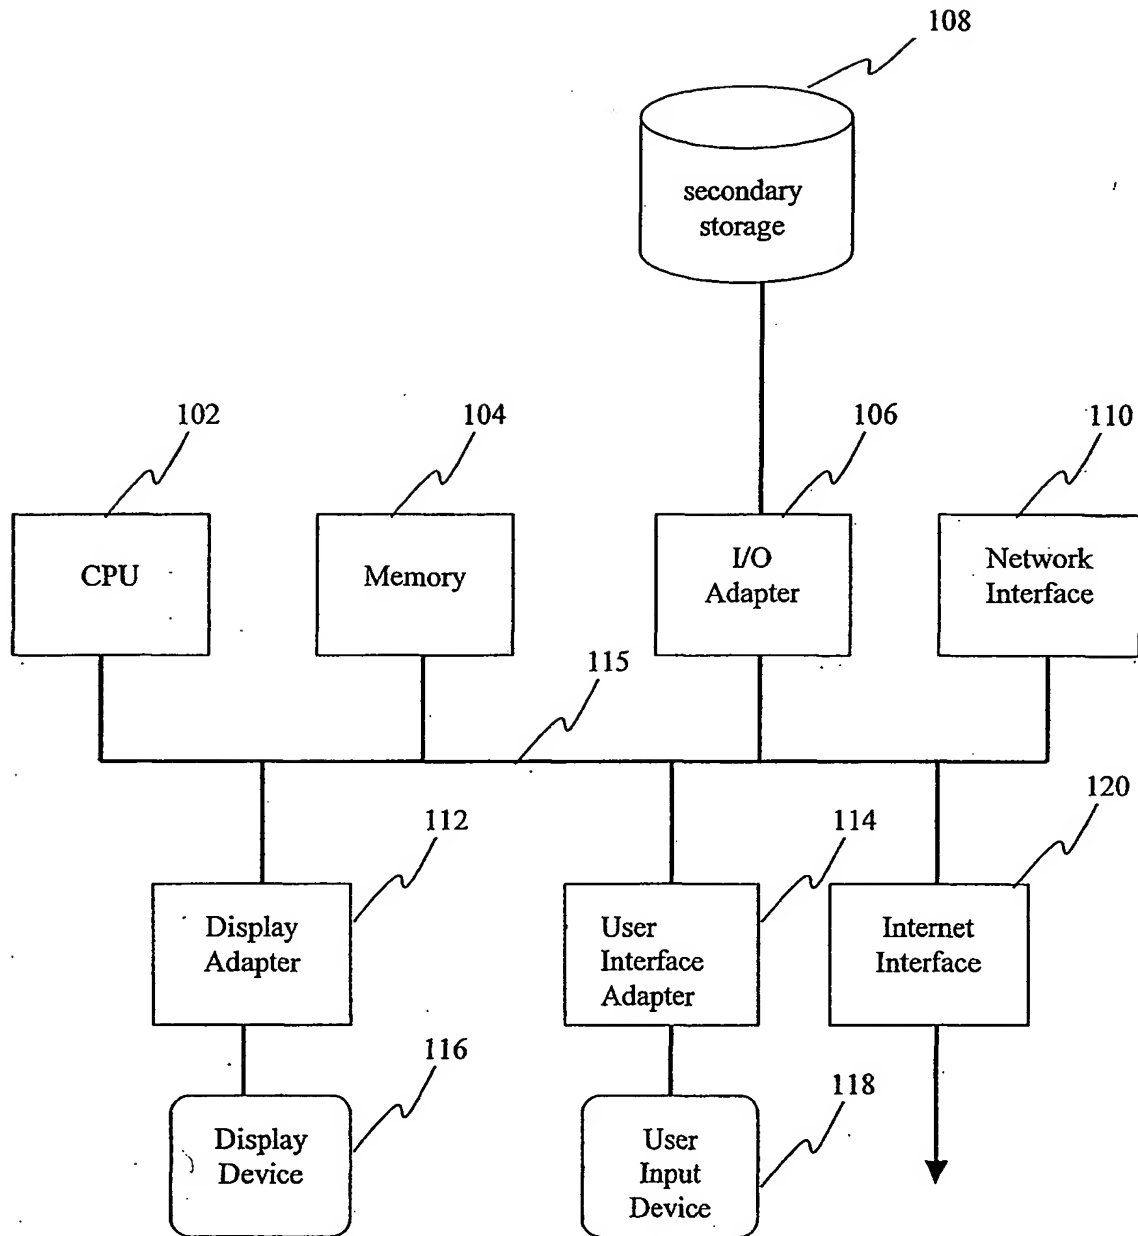 108
secondary
storage
102
104
106
110
CPU
Memory
I/O
Adapter
Network
Interface
115
112
114
120
Display
Adapter
User
Interface
Adapter
Internet
Interface
116
118
Display
Device
User
Input
Device